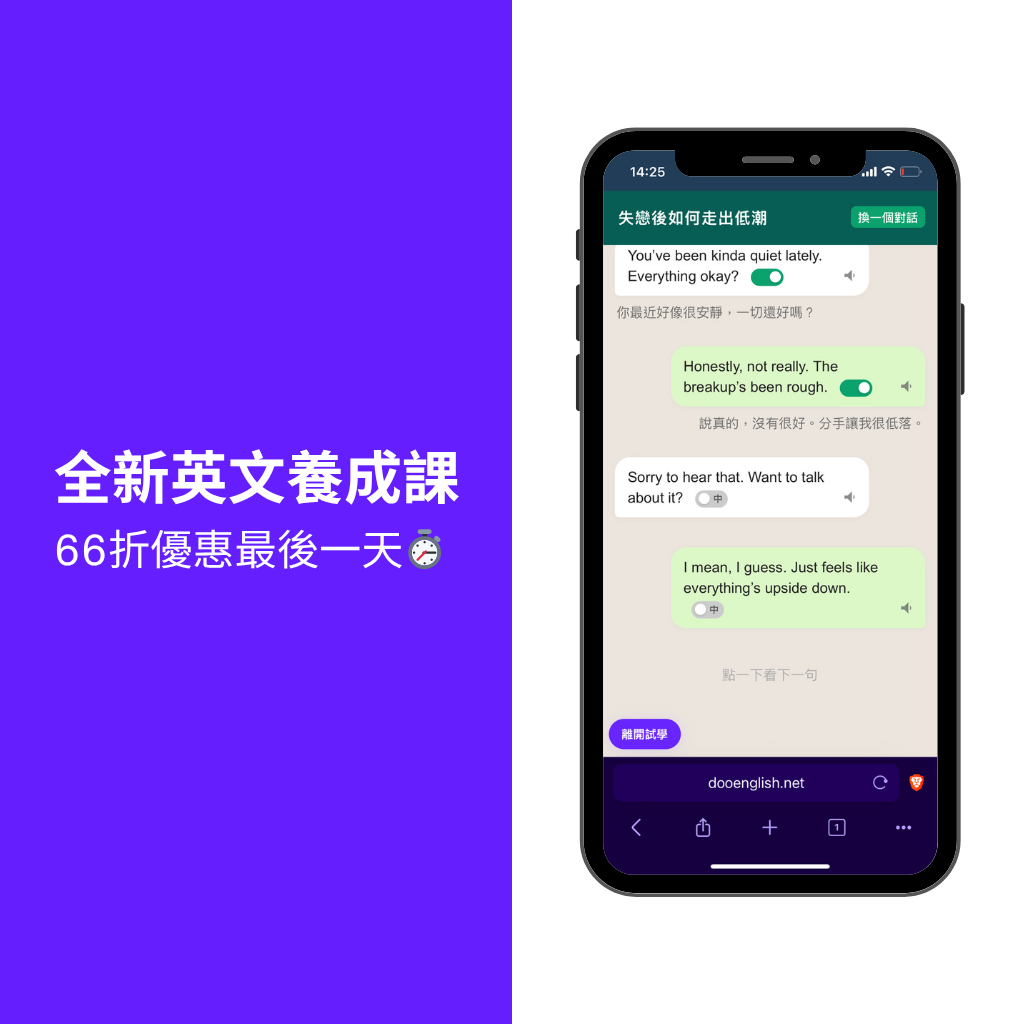 全新英文養成課
66折優惠最後一天⏱️
14:25
失戀後如何走出低潮
換一個對話
You’ve been kinda quiet lately.
Everything okay?
你最近好像很安靜，一切還好嗎？
Honestly, not really. The
breakup’s been rough.
說真的，沒有很好。分手讓我很低落。
Sorry to hear that. Want to talk
about it? 中
I mean, I guess. Just feels like
everything’s upside down.
中
點一下看下一句
離開試學
dooenglish.net
1